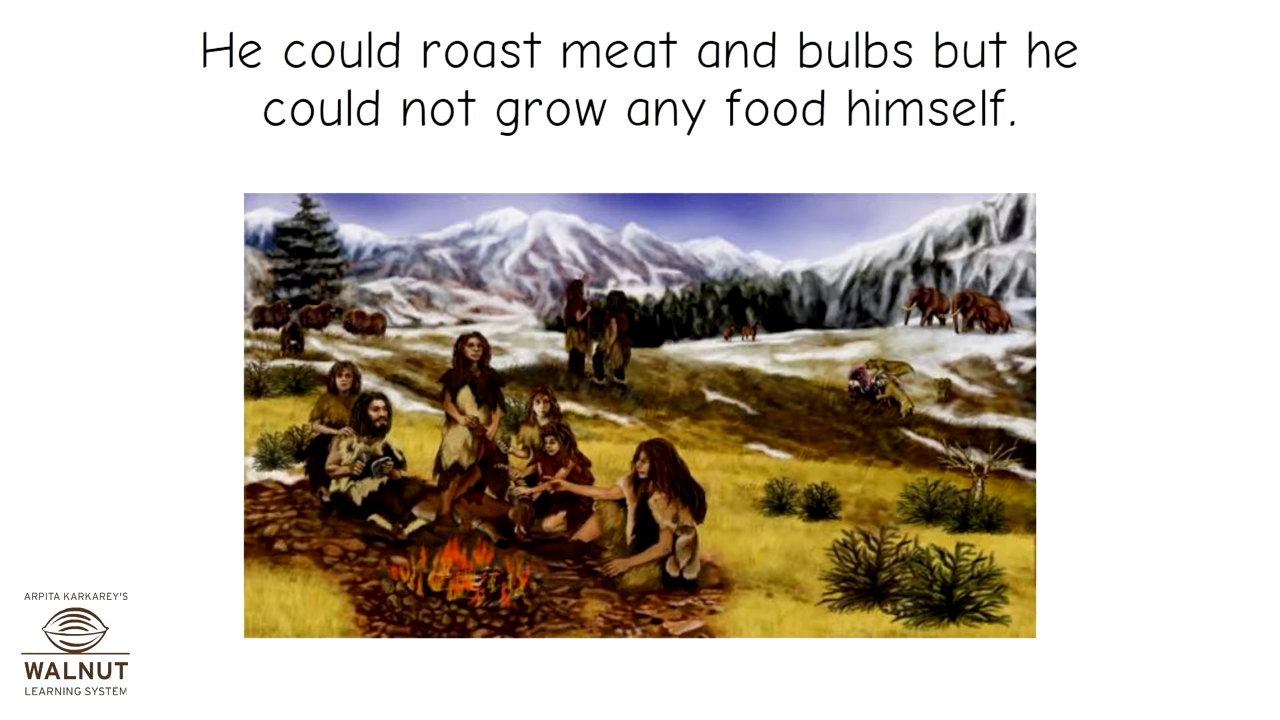 He could roast meat and bulbs but he
could not grow any food himself.
ARPITA KARKAREY'S
WALNUT
LEARNING SYSTEM